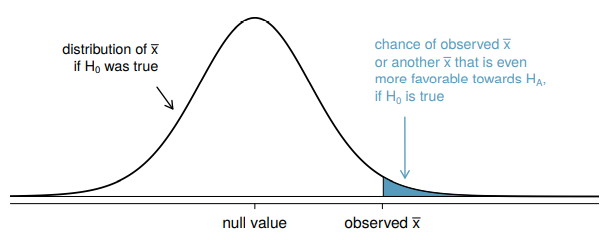 distribution of x̅
if H₀ was true
chance of observed x̅
or another x̅ that is even
more favorable towards Hₐ,
if H₀ is true
null value
observed x̅